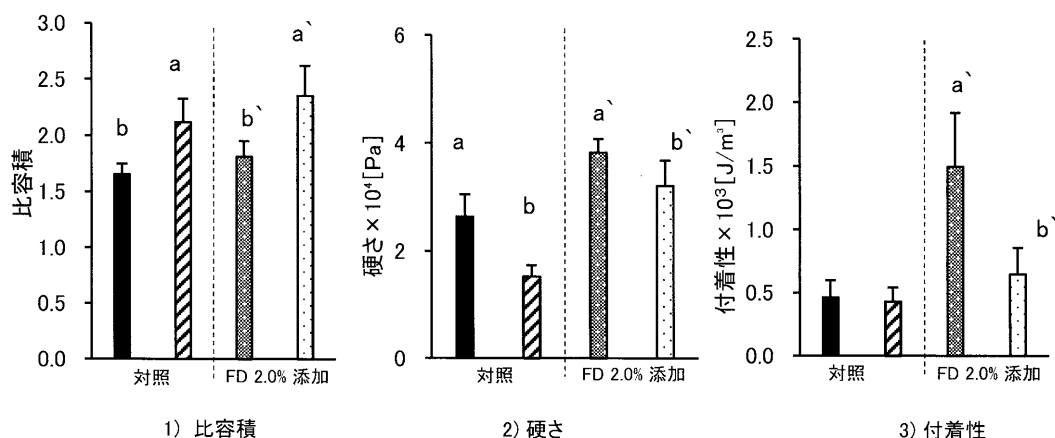 3.0
2.5
2.0
1.5
1.0
0.5
0.0
比容積
b
a
b`
a`
対照
FD 2.0% 添加
1) 比容積
6
4
2
0
硬さ×10⁴[Pa]
a
b
a`
b`
対照
FD 2.0% 添加
2) 硬さ
2.5
2.0
1.5
1.0
0.5
0.0
付着性×10³[J/m³]
a`
b`
対照
FD 2.0% 添加
3) 付着性